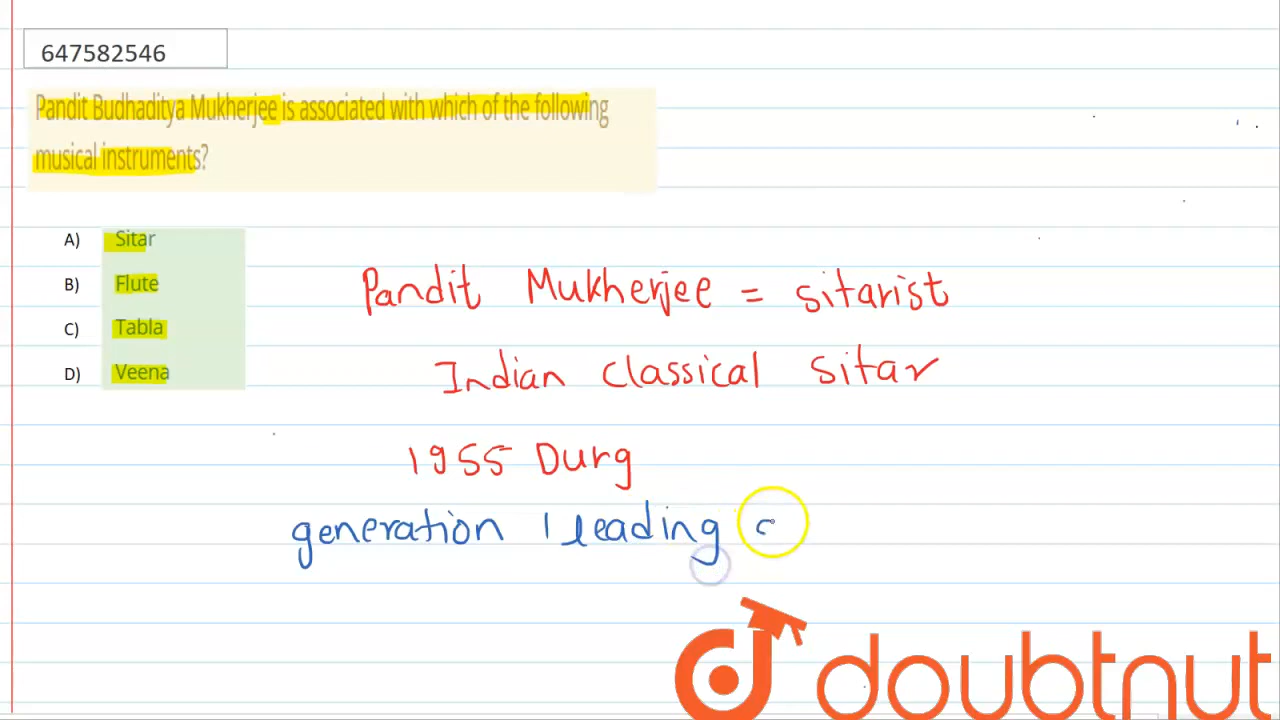 647582546
Pandit Budhaditya Mukherjee is associated with which of the following
musical instruments?
A) Sitar
B) Flute
C) Tabla
D) Veena
Pandit Mukherjee = sitarist
Indian Classical Sitar
1955 Durg
generation | leading
doubtnut